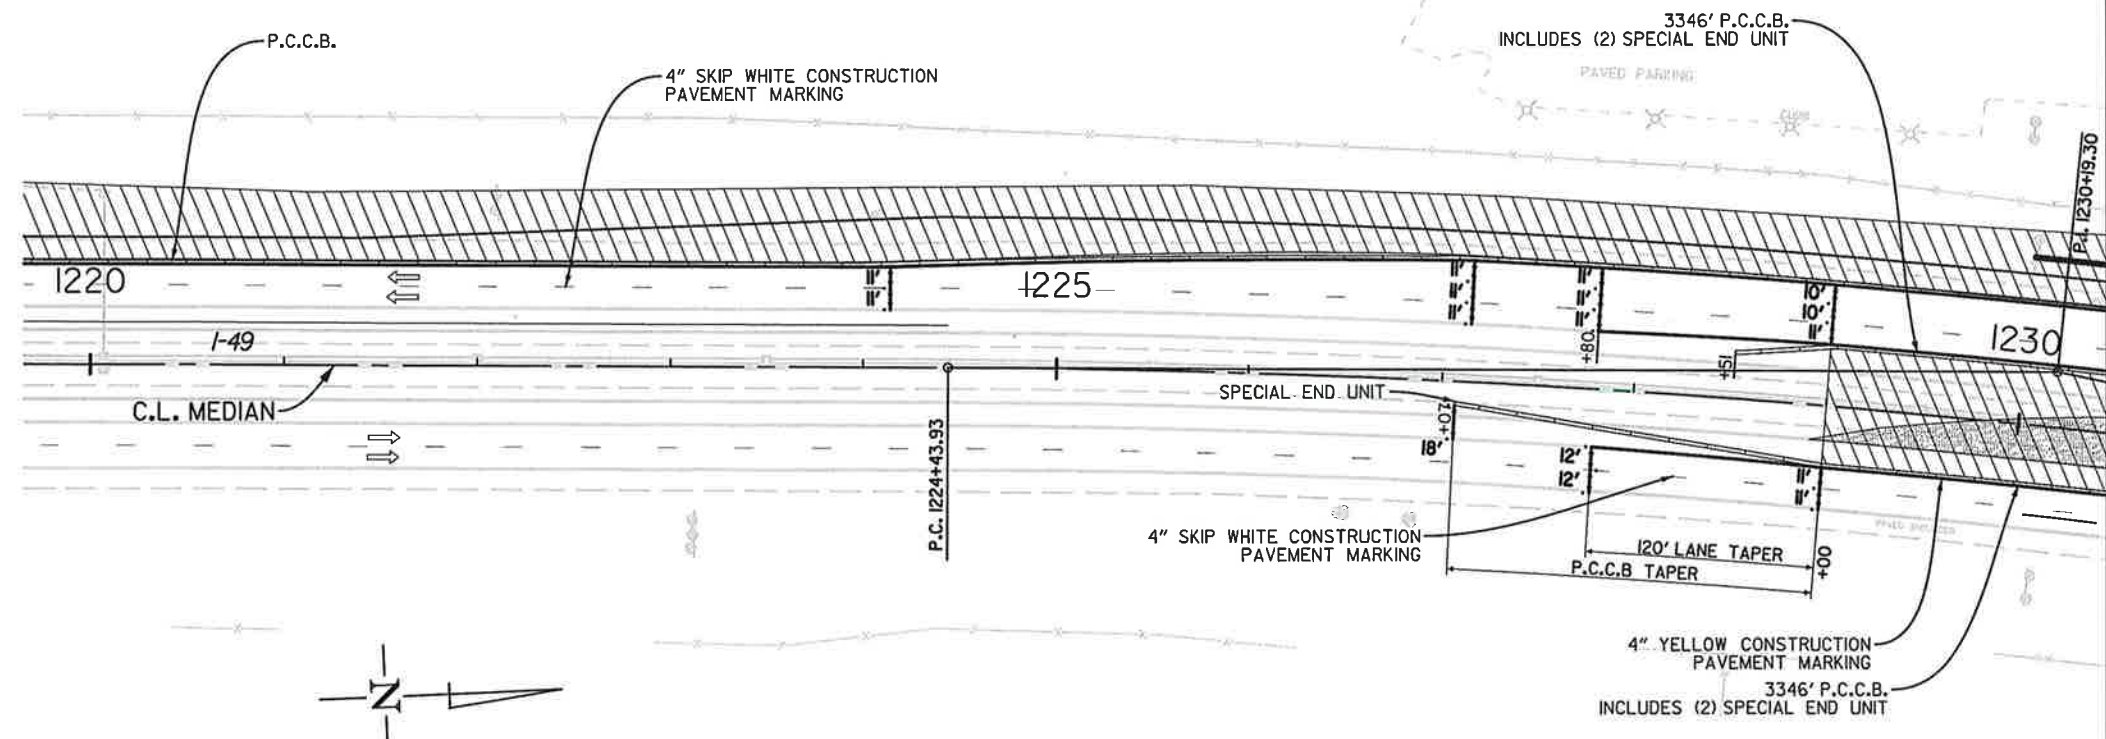 3346' P.C.C.B.
INCLUDES (2) SPECIAL END UNIT
P.C.C.B.
4" SKIP WHITE CONSTRUCTION
PAVEMENT MARKING
PAVED PARKING
P.I. 1230+19.30
1220
11'
11'
1225
11'
11'
11'
11'
11'
11'
10'
10'
11'
1230
I-49
+80
+51
C.L. MEDIAN
SPECIAL END UNIT
+07
18'
12'
12'
11'
11'
P.C. 1224+43.93
4" SKIP WHITE CONSTRUCTION
PAVEMENT MARKING
120' LANE TAPER
P.C.C.B TAPER
+00
4" YELLOW CONSTRUCTION
PAVEMENT MARKING
3346' P.C.C.B.
INCLUDES (2) SPECIAL END UNIT
N